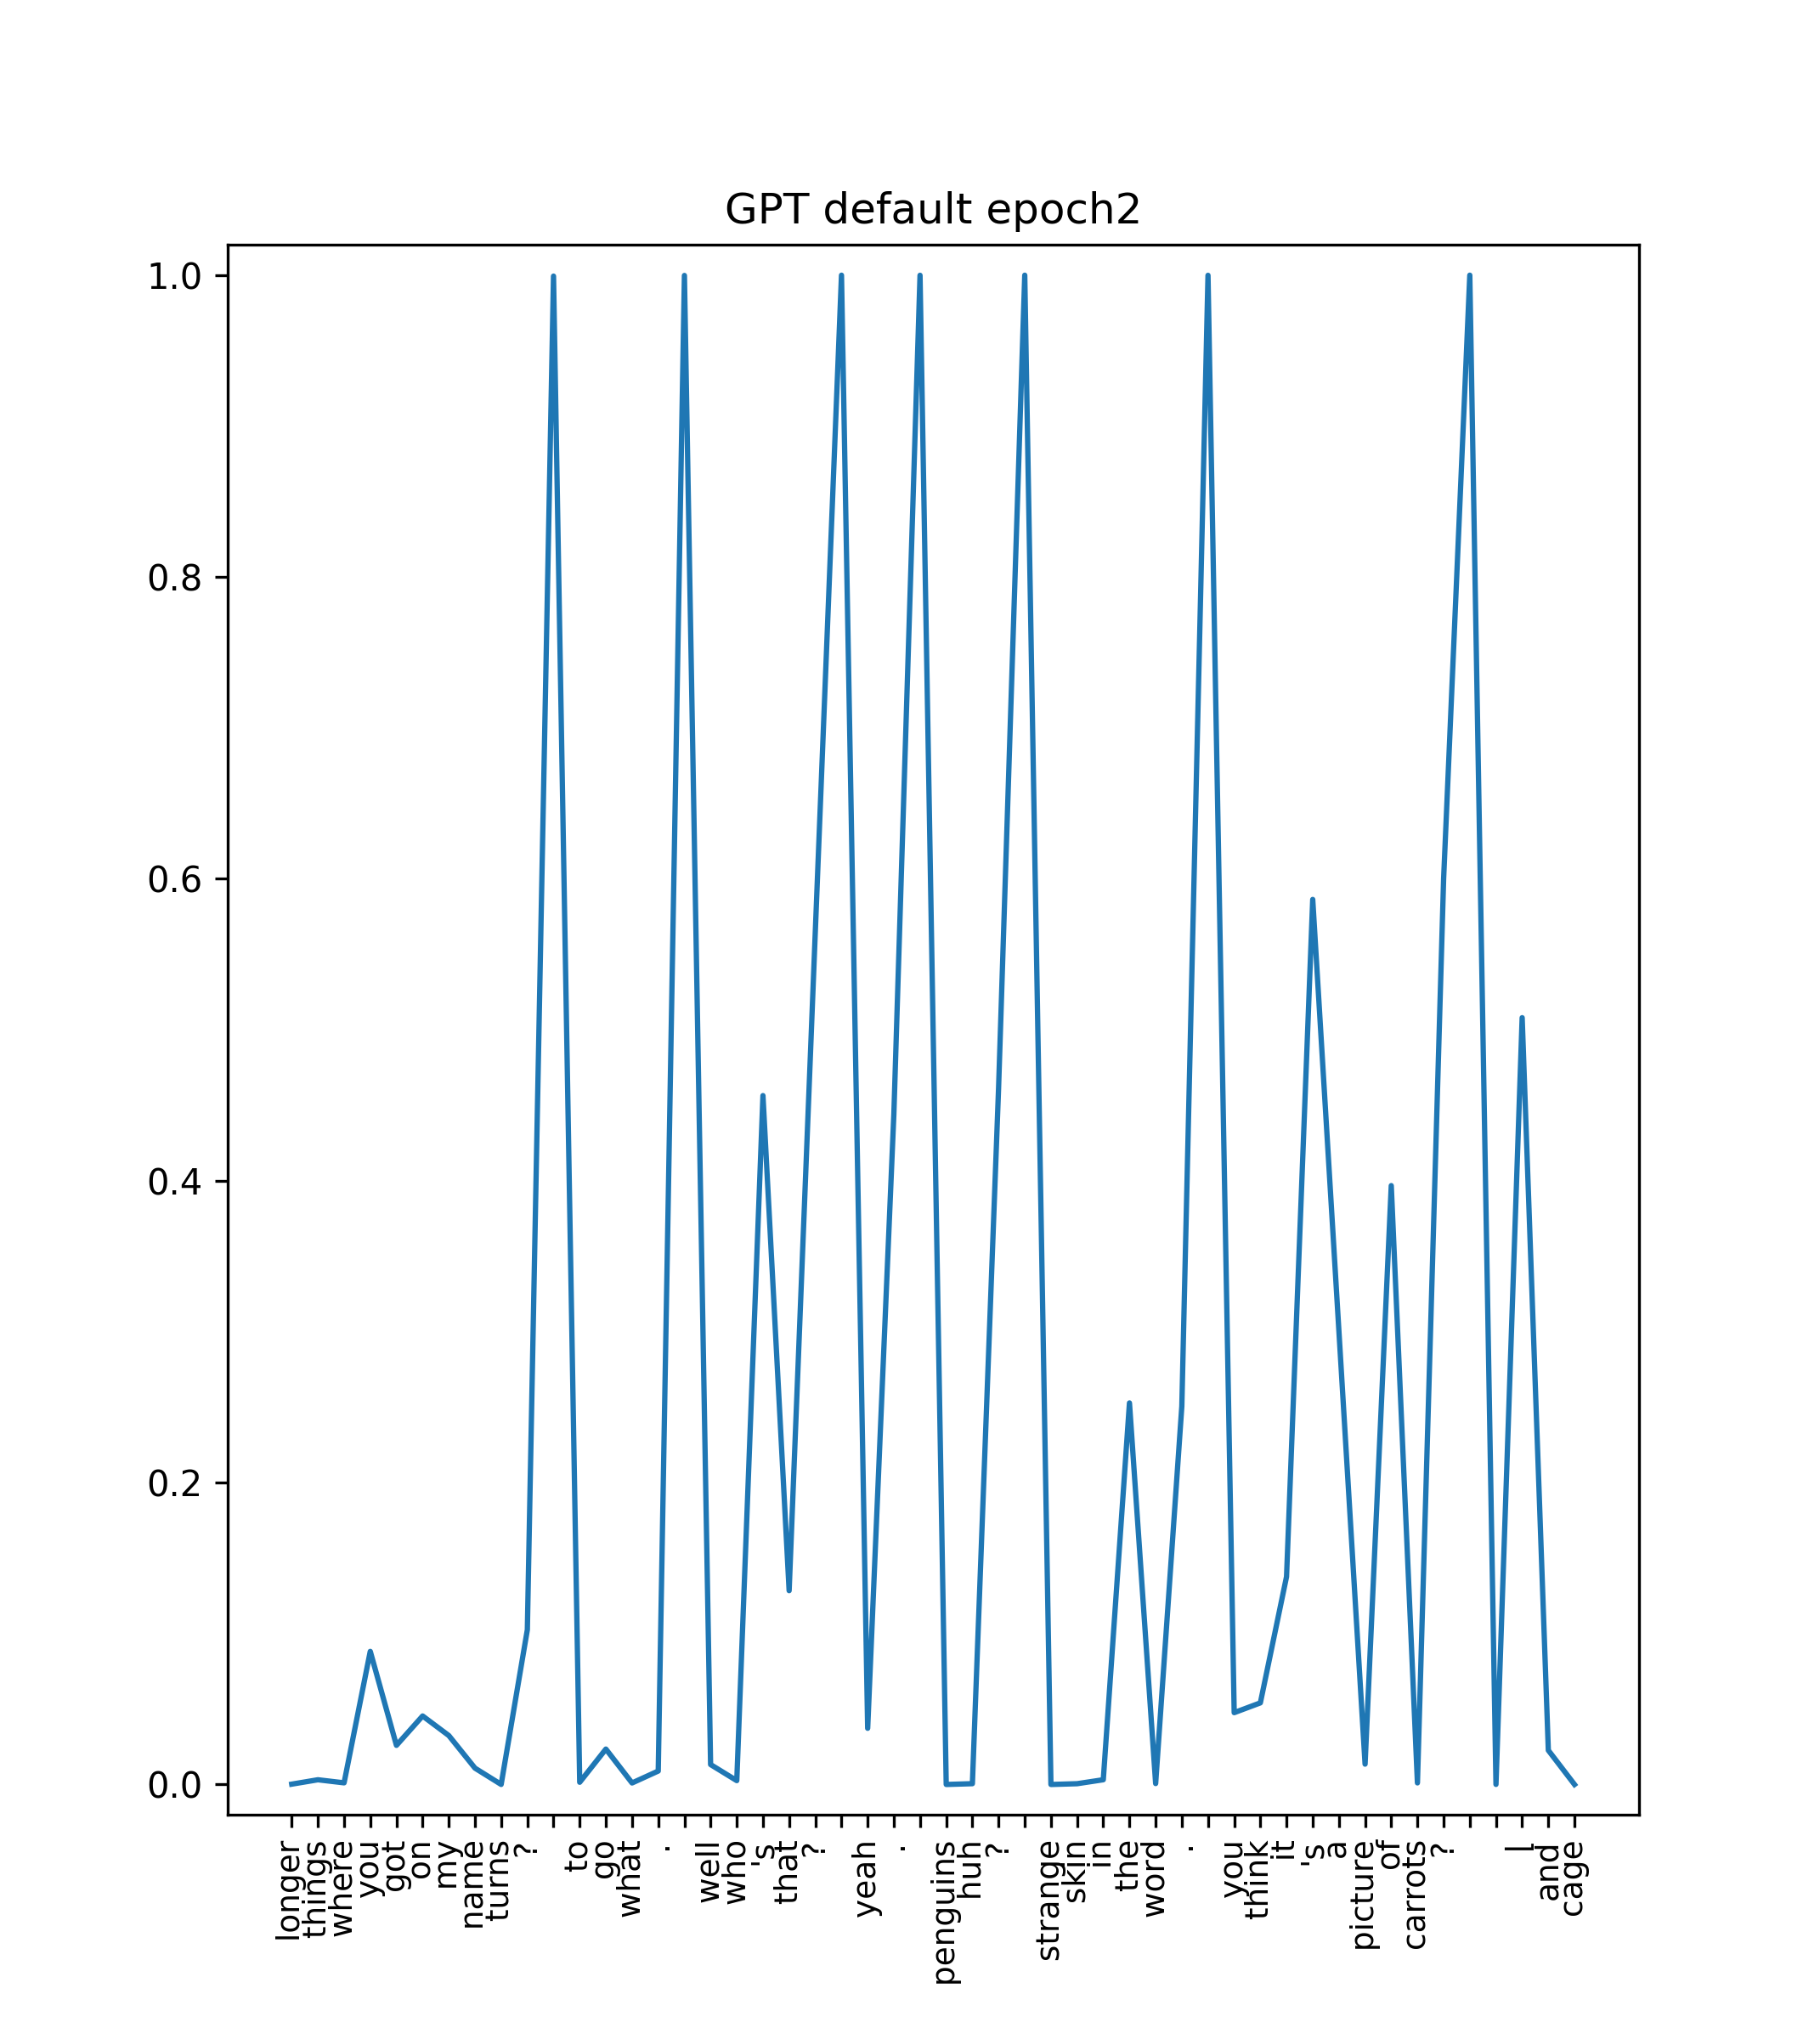 GPT default epoch2
1.0
0.8
0.6
0.4
0.2
0.0
longer
things
where
you
got
on
my
name
turns
?
to
go
what
.
well
who
's
that
?
yeah
.
penguins
huh
?
strange
skin
in
the
word
.
you
think
it
's
a
picture
of
carrots
?
I
and
cage